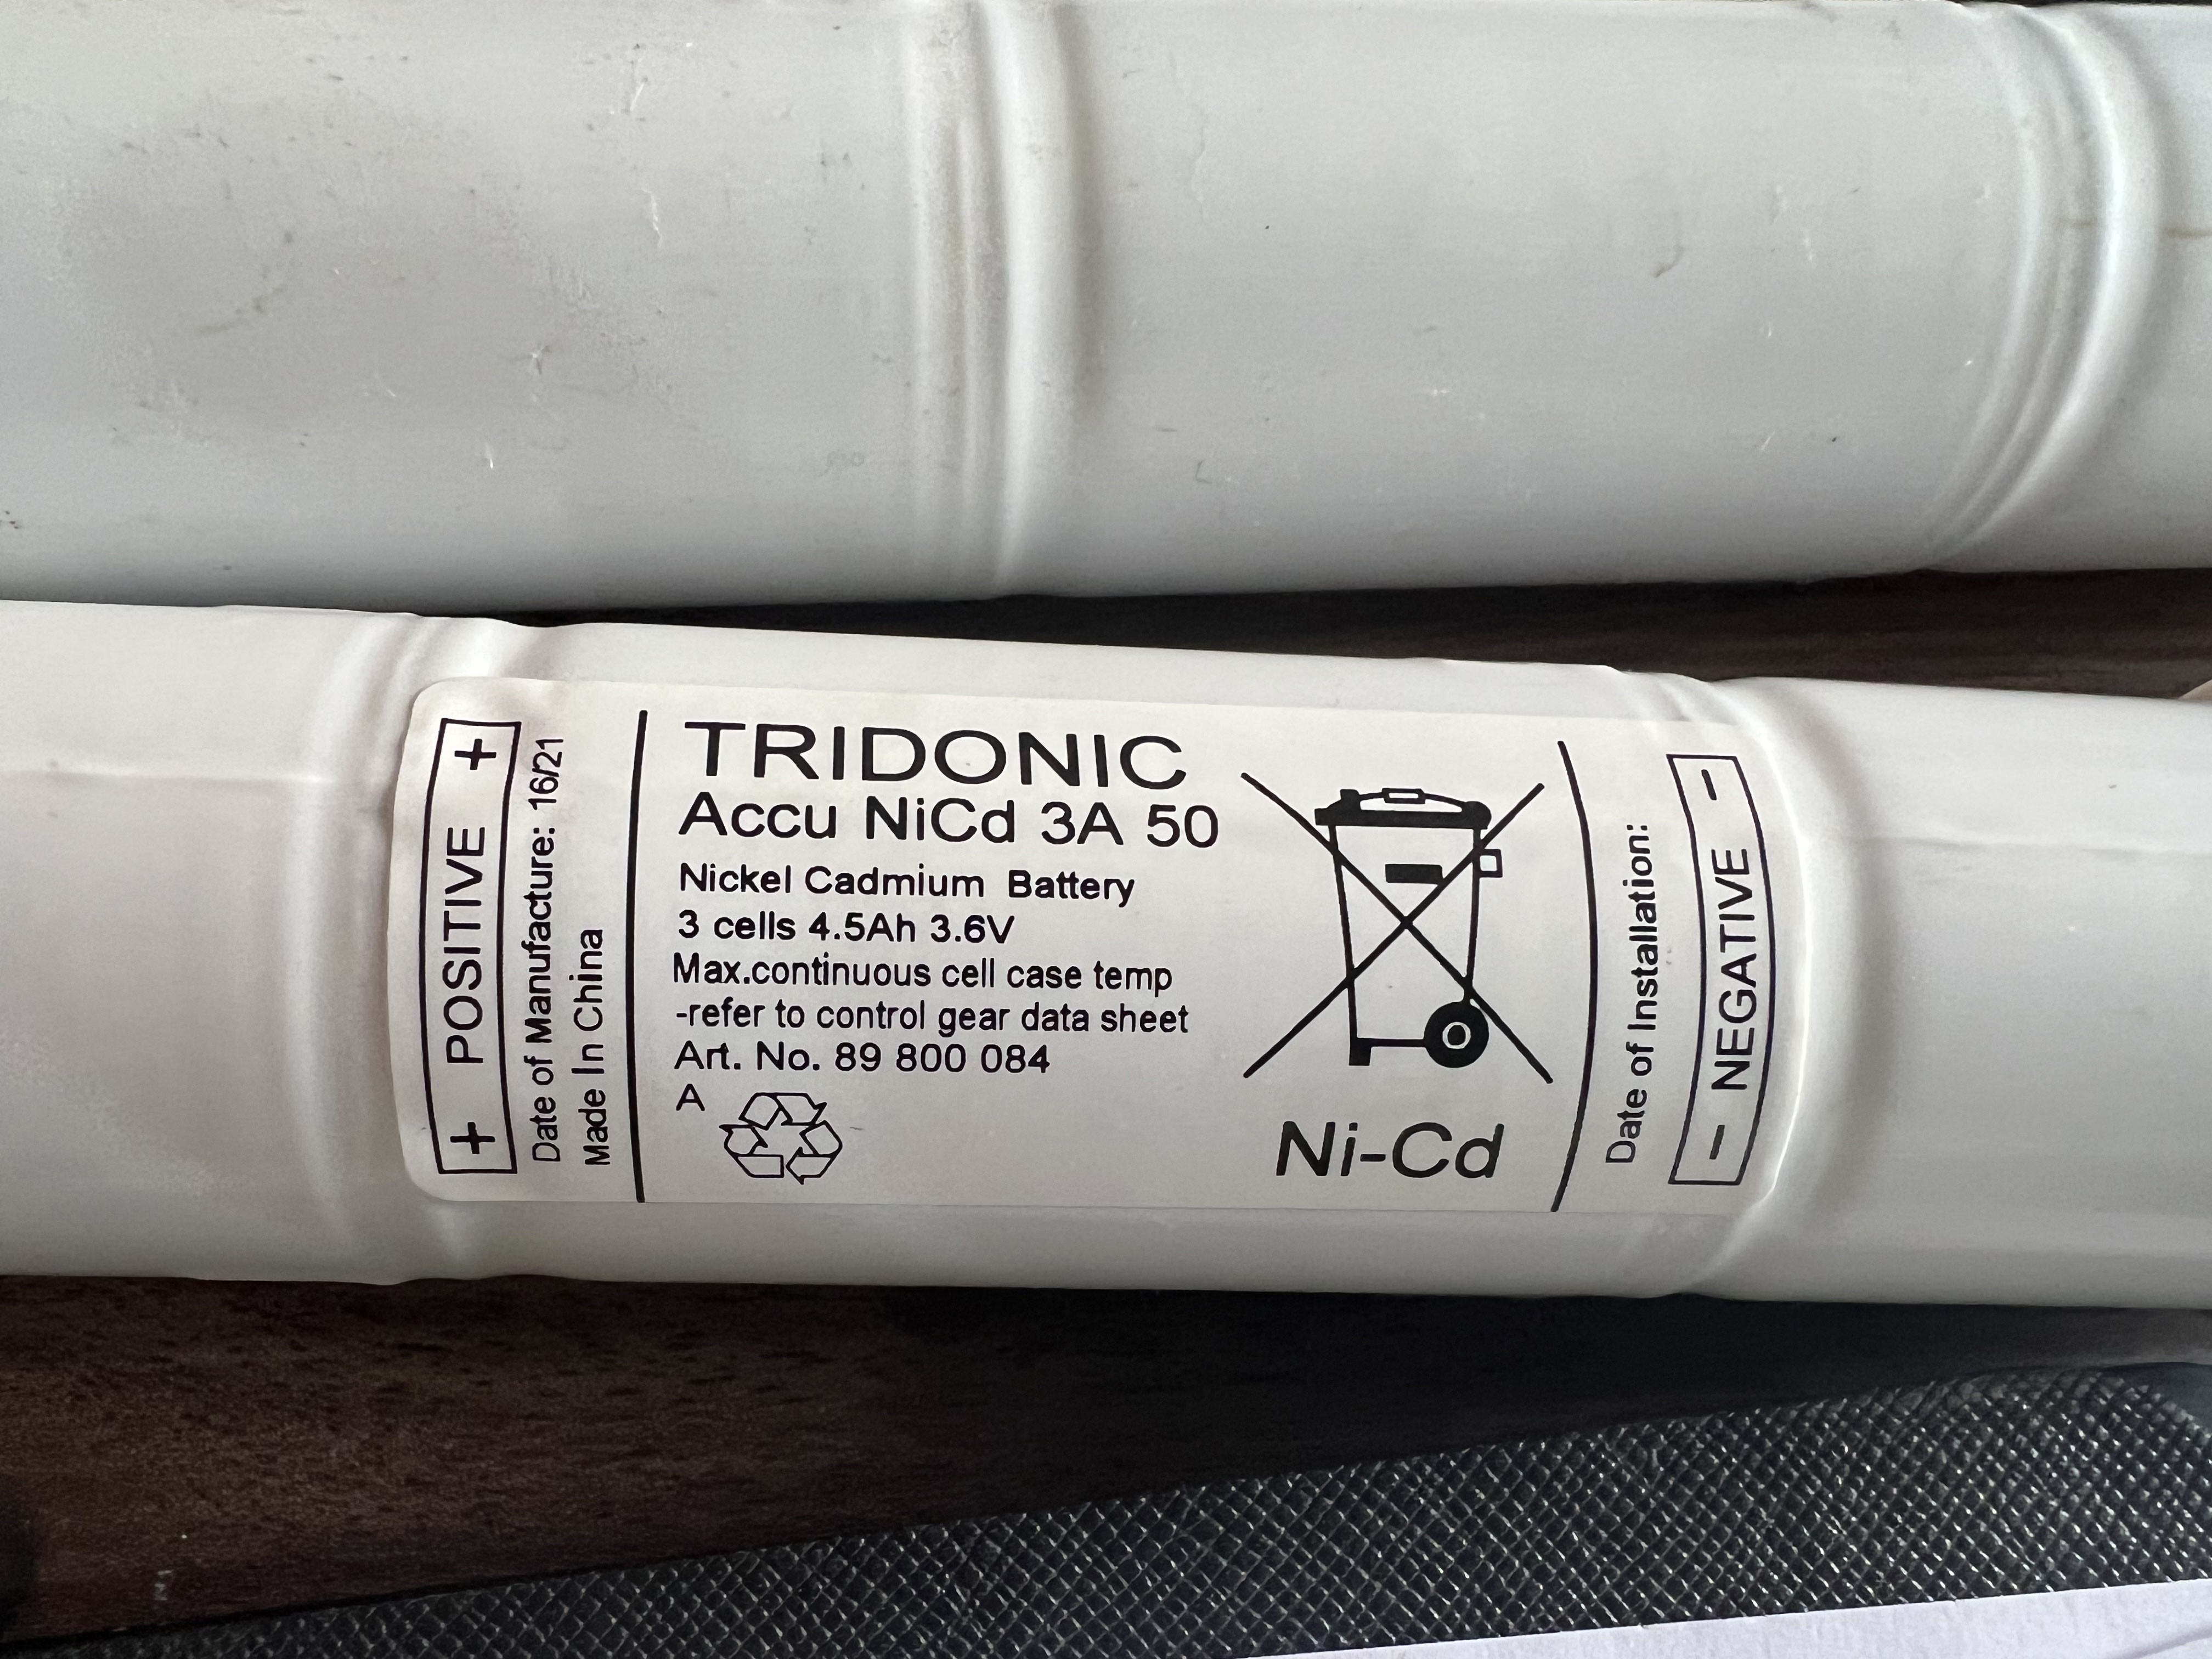 + POSITIVE +
Date of Manufacture: 16/21
Made In China
TRIDONIC
Accu NiCd 3A 50
Nickel Cadmium Battery
3 cells 4.5Ah 3.6V
Max.continuous cell case temp
-refer to control gear data sheet
Art. No. 89 800 084
A
Ni-Cd
Date of Installation:
- NEGATIVE -